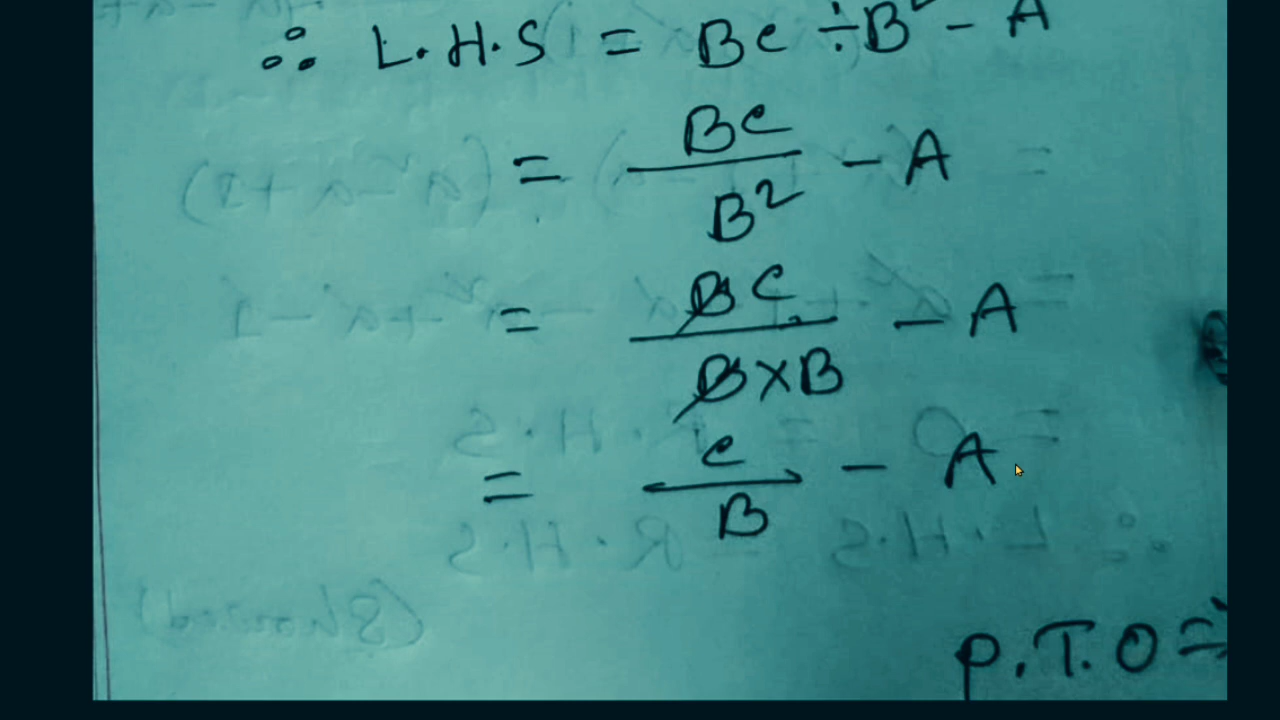 ∴ L.H.S = BC ÷ B² - A
= BC / B² - A
= BC / B×B - A
= C / B - A
P.T.O ⇒